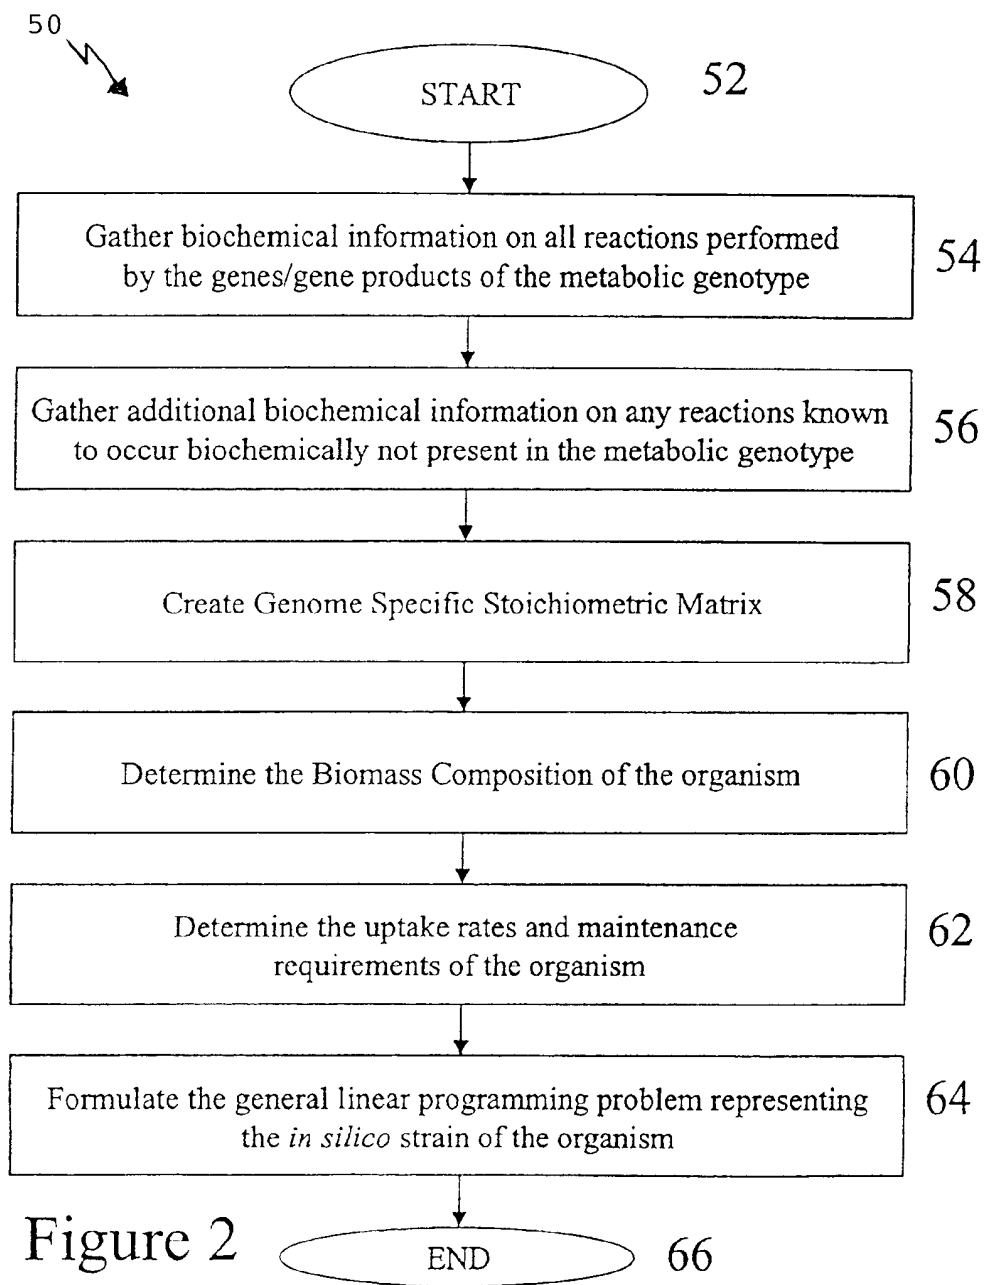 50
START
52
Gather biochemical information on all reactions performed
by the genes/gene products of the metabolic genotype
54
Gather additional biochemical information on any reactions known
to occur biochemically not present in the metabolic genotype
56
Create Genome Specific Stoichiometric Matrix
58
Determine the Biomass Composition of the organism
60
Determine the uptake rates and maintenance
requirements of the organism
62
Formulate the general linear programming problem representing
the in silico strain of the organism
64
Figure 2
END
66